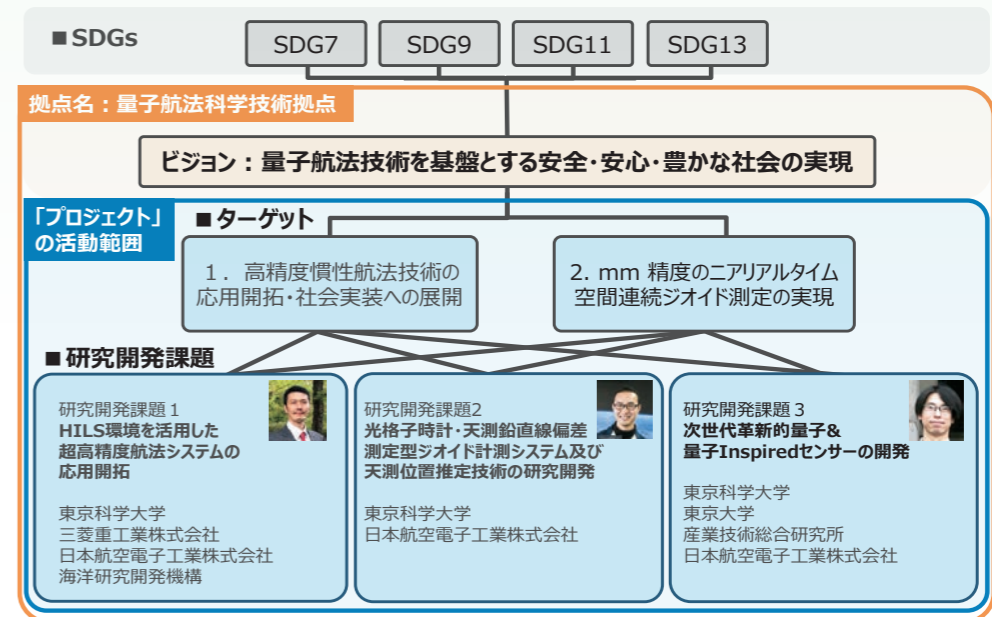 ■SDGs
SDG7
SDG9
SDG11
SDG13
拠点名：量子航法科学技術拠点
ビジョン：量子航法技術を基盤とする安全・安心・豊かな社会の実現
「プロジェクト」
の活動範囲
■ターゲット
1． 高精度慣性航法技術の
応用開拓・社会実装への展開
2. mm 精度のニアリアルタイム
空間連続ジオイド測定の実現
■研究開発課題
研究開発課題１
HILS環境を活用した
超高精度航法システムの
応用開拓
東京科学大学
三菱重工業株式会社
日本航空電子工業株式会社
海洋研究開発機構
研究開発課題2
光格子時計・天測鉛直線偏差
測定型ジオイド計測システム及び
天測位置推定技術の研究開発
東京科学大学
日本航空電子工業株式会社
研究開発課題３
次世代革新的量子&
量子Inspiredセンサーの開発
東京科学大学
東京大学
産業技術総合研究所
日本航空電子工業株式会社